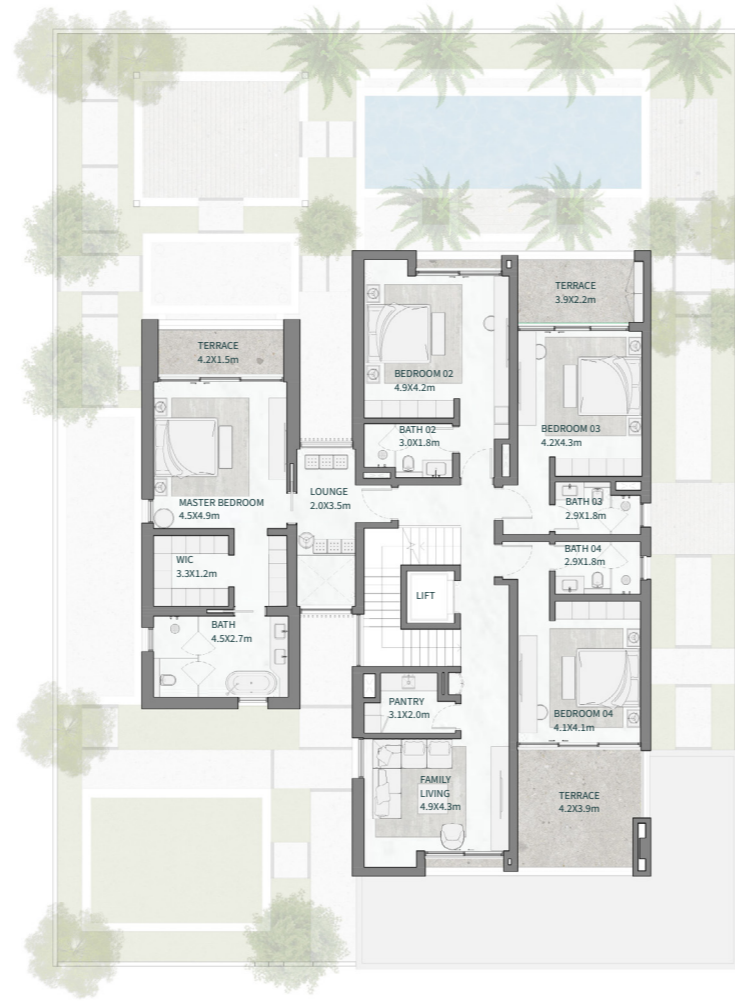 TERRACE
3.9X2.2m
TERRACE
4.2X1.5m
BEDROOM 02
4.9X4.2m
BATH 02
3.0X1.8m
BEDROOM 03
4.2X4.3m
MASTER BEDROOM
4.5X4.9m
LOUNGE
2.0X3.5m
BATH 03
2.9X1.8m
WIC
3.3X1.2m
BATH 04
2.9X1.8m
LIFT
BATH
4.5X2.7m
PANTRY
3.1X2.0m
BEDROOM 04
4.1X4.1m
FAMILY
LIVING
4.9X4.3m
TERRACE
4.2X3.9m